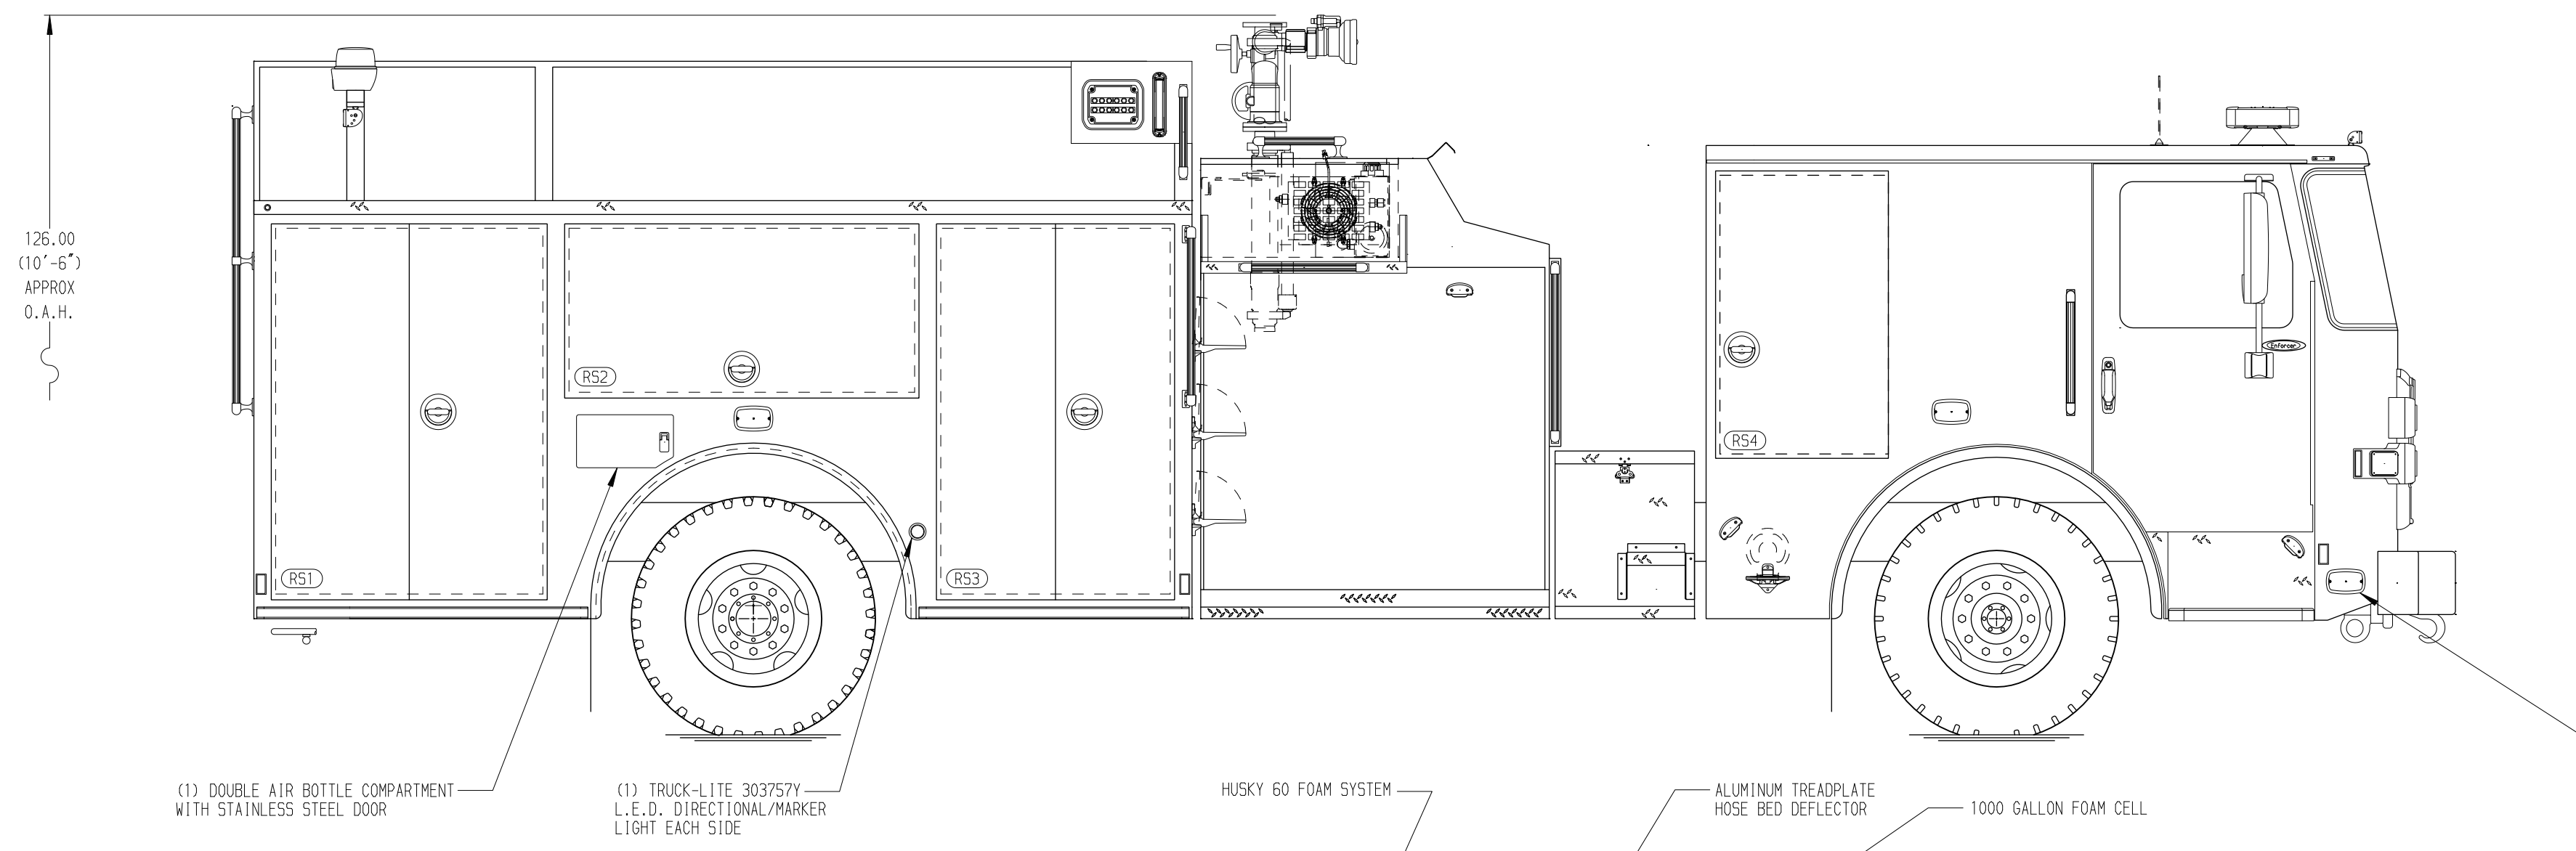 126.00
(10'-6")
APPROX
O.A.H.
RS1
RS2
RS3
RS4
Enforcer
(1) DOUBLE AIR BOTTLE COMPARTMENT
WITH STAINLESS STEEL DOOR
(1) TRUCK-LITE 303757Y
L.E.D. DIRECTIONAL/MARKER
LIGHT EACH SIDE
HUSKY 60 FOAM SYSTEM
ALUMINUM TREADPLATE
HOSE BED DEFLECTOR
1000 GALLON FOAM CELL